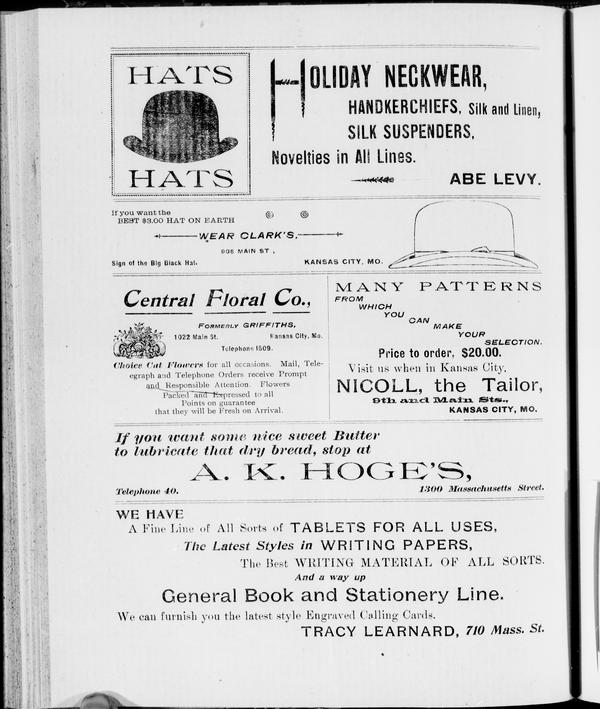 HATS
HATS
HOLIDAY NECKWEAR,
HANDKERCHIEFS, Silk and Linen,
SILK SUSPENDERS,
Novelties in All Lines.
ABE LEVY.
If you want the
BEST $3.00 HAT ON EARTH
WEAR CLARK'S,
906 MAIN ST.,
Sign of the Big Black Hat.
KANSAS CITY, MO.
Central Floral Co.,
FORMERLY GRIFFITHS,
1022 Main St. Kansas City, Mo.
Telephone 1609.
Choice Cut Flowers for all occasions. Mail, Tele-
egraph and Telephone Orders receive Prompt
and Responsible Attention. Flowers
Packed and Expressed to all
Points on guarantee
that they will be Fresh on Arrival.
MANY PATTERNS
FROM
WHICH
YOU
CAN
MAKE
YOUR
SELECTION.
Price to order, $20.00.
Visit us when in Kansas City.
NICOLL, the Tailor,
9th and Main Sts.,
KANSAS CITY, MO.
If you want some nice sweet Butter
to lubricate that dry bread, stop at
A. K. HOGE'S,
Telephone 40. 1300 Massachusetts Street.
WE HAVE
A Fine Line of All Sorts of TABLETS FOR ALL USES,
The Latest Styles in WRITING PAPERS,
The Best WRITING MATERIAL OF ALL SORTS.
And a way up
General Book and Stationery Line.
We can furnish you the latest style Engraved Calling Cards.
TRACY LEARNARD, 710 Mass. St.